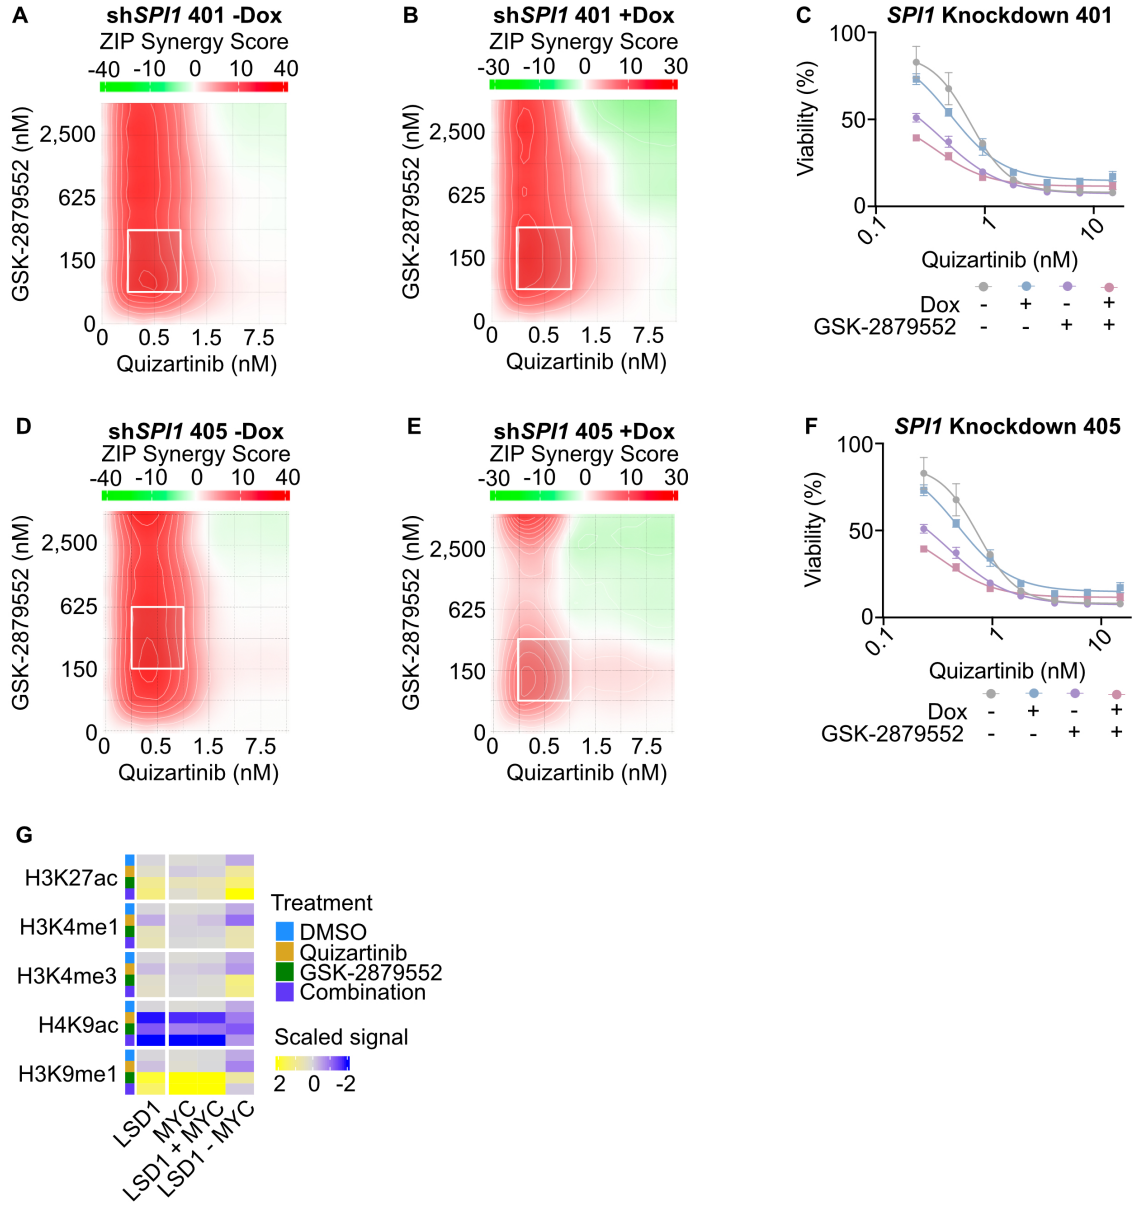 A
shSPI1 401 -Dox
ZIP Synergy Score
-40 -10 0 10 40
GSK-2879552 (nM)
2,500
625
150
0
0 0.5 1.5 7.5
Quizartinib (nM)
B
shSPI1 401 +Dox
ZIP Synergy Score
-30 -10 0 10 30
GSK-2879552 (nM)
2,500
625
150
0
0 0.5 1.5 7.5
Quizartinib (nM)
C
SPI1 Knockdown 401
Viability (%)
100
50
0
0.1 1 10
Quizartinib (nM)
Dox - + - +
GSK-2879552 - - + +
D
shSPI1 405 -Dox
ZIP Synergy Score
-40 -20 0 20 40
GSK-2879552 (nM)
2,500
625
150
0
0 0.5 1.5 7.5
Quizartinib (nM)
E
shSPI1 405 +Dox
ZIP Synergy Score
-30 -10 0 10 30
GSK-2879552 (nM)
2,500
625
150
0
0 0.5 1.5 7.5
Quizartinib (nM)
F
SPI1 Knockdown 405
Viability (%)
100
50
0
0.1 1 10
Quizartinib (nM)
Dox - + - +
GSK-2879552 - - + +
G
H3K27ac
H3K4me1
H3K4me3
H4K9ac
H3K9me1
LSD1
MYC
LSD1 + MYC
LSD1 - MYC
Treatment
DMSO
Quizartinib
GSK-2879552
Combination
Scaled signal
2 0 -2